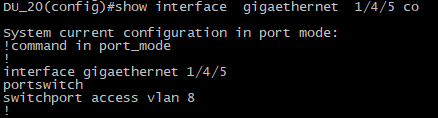 DU_20(config)#show interface  gigaethernet  1/4/5 co
System current configuration in port mode:
!command in port_mode
!
interface gigaethernet 1/4/5
portswitch
switchport access vlan 8
!